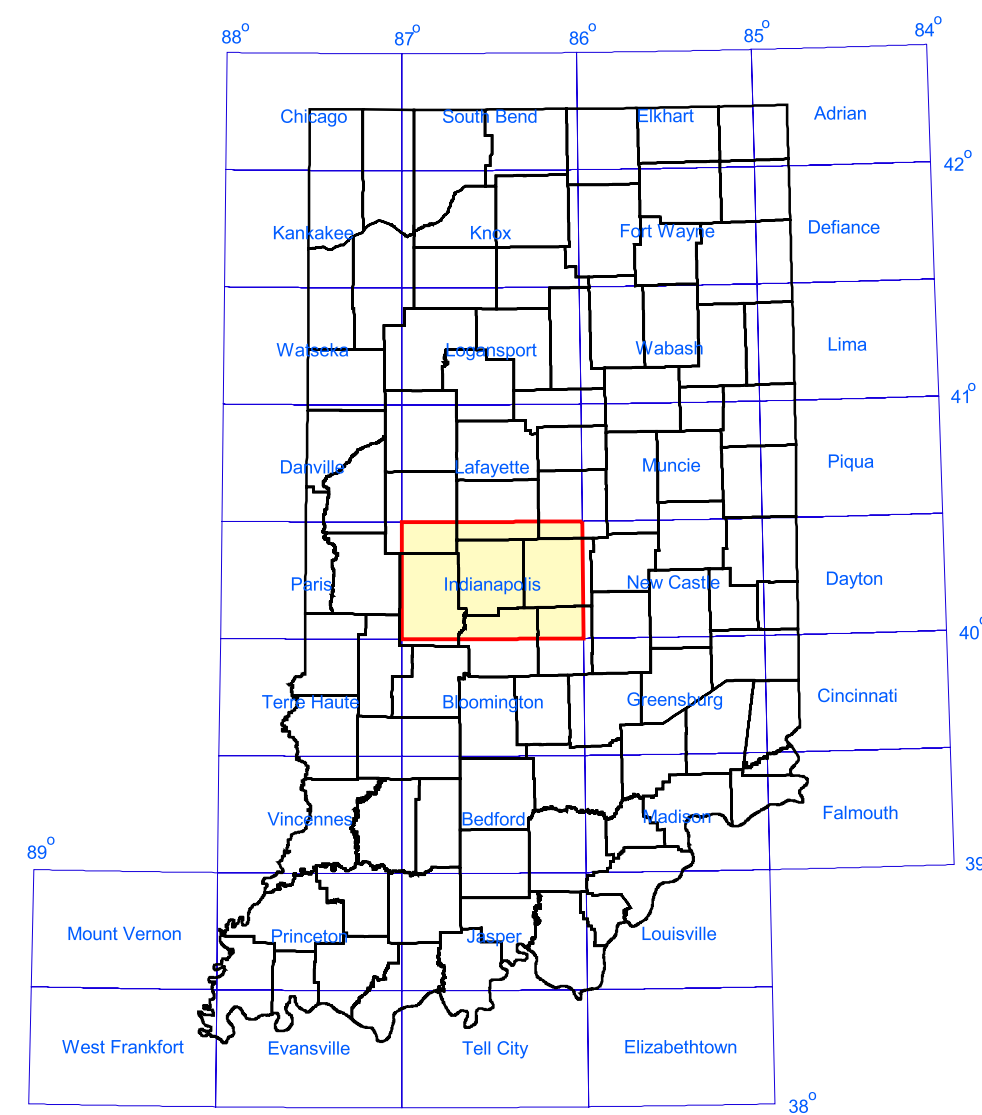 88° 87° 86° 85° 84°
Chicago South Bend Elkhart Adrian
42°
Kankakee Knox Fort Wayne Defiance
Watseka Logansport Wabash Lima
41°
Danville Lafayette Muncie Piqua
Paris Indianapolis New Castle Dayton
40°
Terre Haute Bloomington Greensburg Cincinnati
Vincennes Bedford Madison Falmouth
89°
39
Mount Vernon Princeton Jasper Louisville
West Frankfort Evansville Tell City Elizabethtown
38°